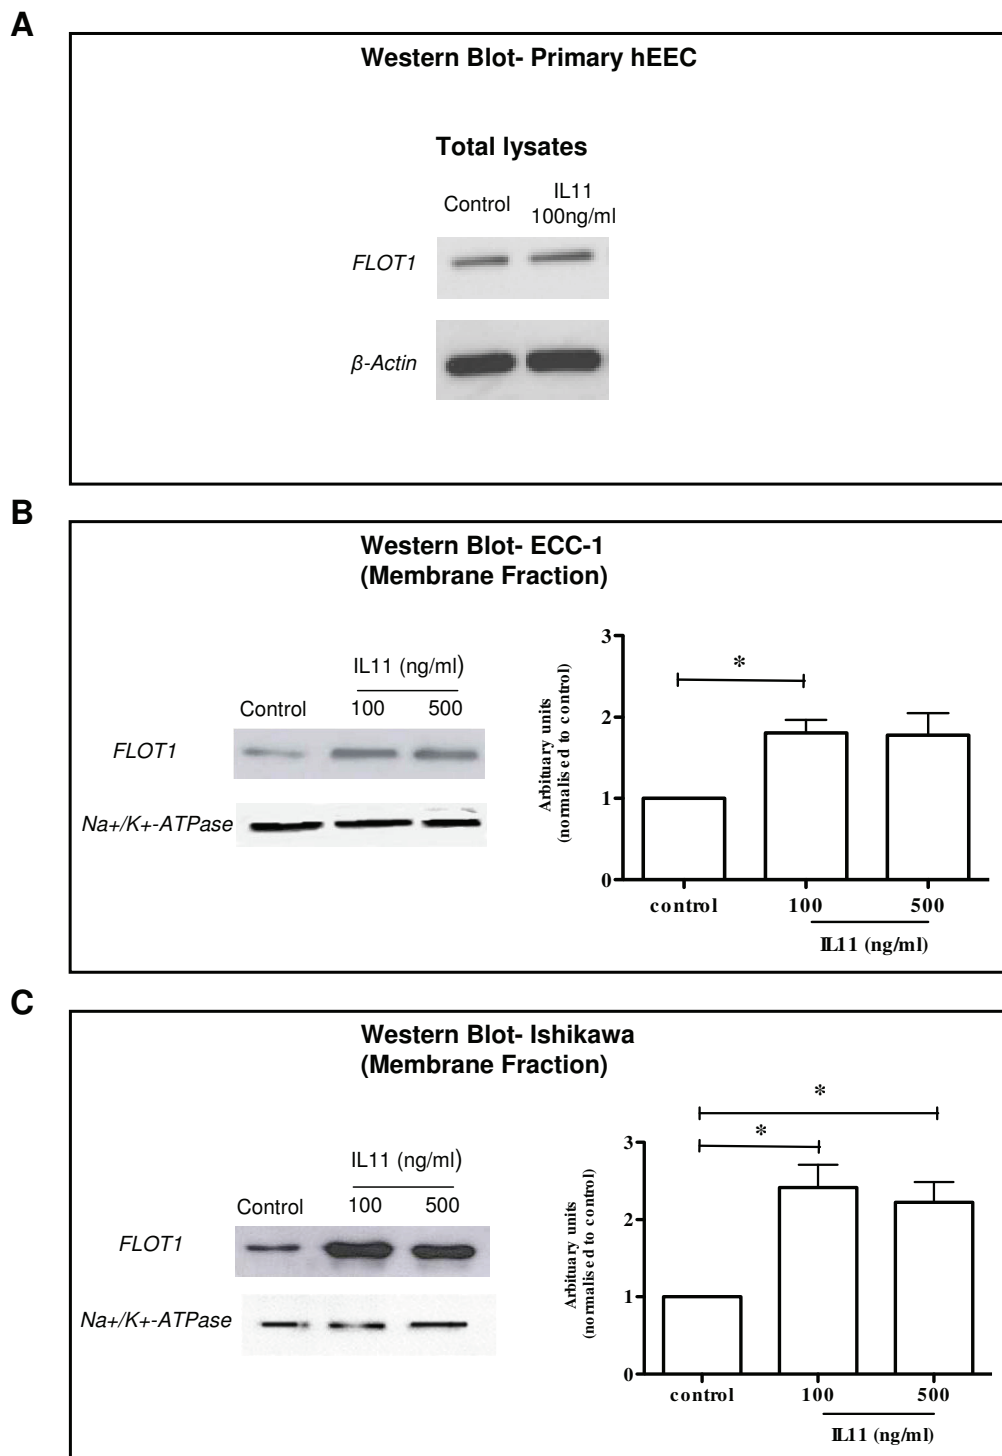 A
Western Blot- Primary hEEC
Total lysates
Control
IL11
100ng/ml
FLOT1
β-Actin
B
Western Blot- ECC-1
(Membrane Fraction)
IL11 (ng/ml)
Control 100 500
FLOT1
Na+/K+-ATPase
Arbituary units
(normalised to control)
3
2
1
0
*
control 100 500
IL11 (ng/ml)
C
Western Blot- Ishikawa
(Membrane Fraction)
IL11 (ng/ml)
Control 100 500
FLOT1
Na+/K+-ATPase
Arbituary units
(normalised to control)
3
2
1
0
*
*
control 100 500
IL11 (ng/ml)